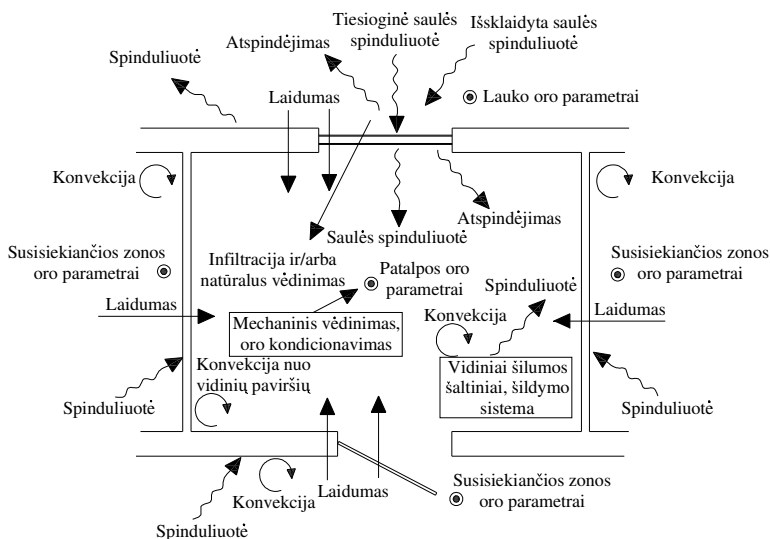 Tiesioginė saulės
spinduliuotė
Išsklaidyta saulės
spinduliuotė
Atspindėjimas
Spinduliuotė
Laidumas
Lauko oro parametrai
Konvekcija
Konvekcija
Atspindėjimas
Saulės spinduliuotė
Susisiekiančios zonos
oro parametrai
Infiltracija ir/arba
natūralus vėdinimas
Patalpos oro
parametrai
Spinduliuotė
Susisiekiančios zonos
oro parametrai
Laidumas
Mechaninis vėdinimas,
oro kondicionavimas
Konvekcija
Laidumas
Konvekcija nuo
vidinių paviršių
Vidiniai šilumos
šaltiniai, šildymo
sistema
Spinduliuotė
Spinduliuotė
Konvekcija
Laidumas
Susisiekiančios zonos
oro parametrai
Spinduliuotė